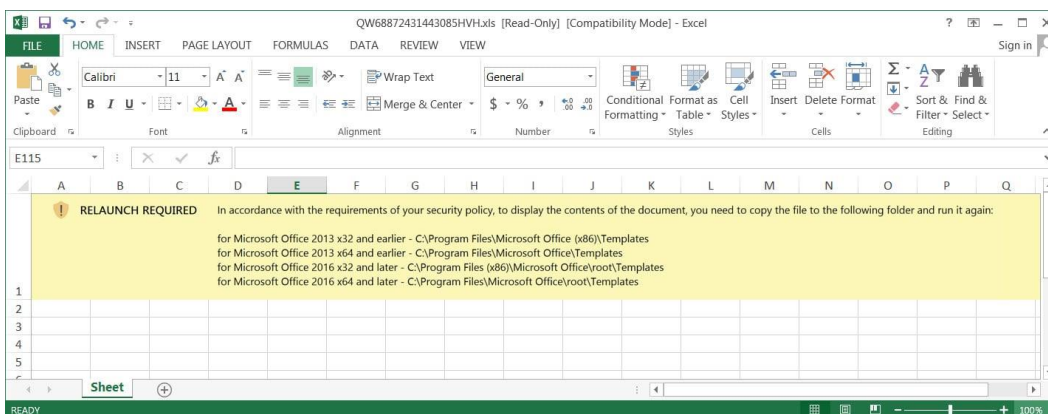 QW68872431443085HVH.xls [Read-Only] [Compatibility Mode] - Excel
FILE HOME INSERT PAGE LAYOUT FORMULAS DATA REVIEW VIEW Sign in
Paste
Calibri 11
B I U
Wrap Text
Merge & Center
General
$ % ,
Conditional Formatting
Format as Table
Cell Styles
Insert Delete Format
Sort & Filter
Find & Select
Clipboard Font Alignment Number Styles Cells Editing
E115 fx
A B C D E F G H I J K L M N O P Q
RELAUNCH REQUIRED In accordance with the requirements of your security policy, to display the contents of the document, you need to copy the file to the following folder and run it again:
for Microsoft Office 2013 x32 and earlier - C:\Program Files\Microsoft Office (x86)\Templates
for Microsoft Office 2013 x64 and earlier - C:\Program Files\Microsoft Office\Templates
for Microsoft Office 2016 x32 and later - C:\Program Files (x86)\Microsoft Office\root\Templates
for Microsoft Office 2016 x64 and later - C:\Program Files\Microsoft Office\root\Templates
1
2
3
4
5
Sheet
READY 100%